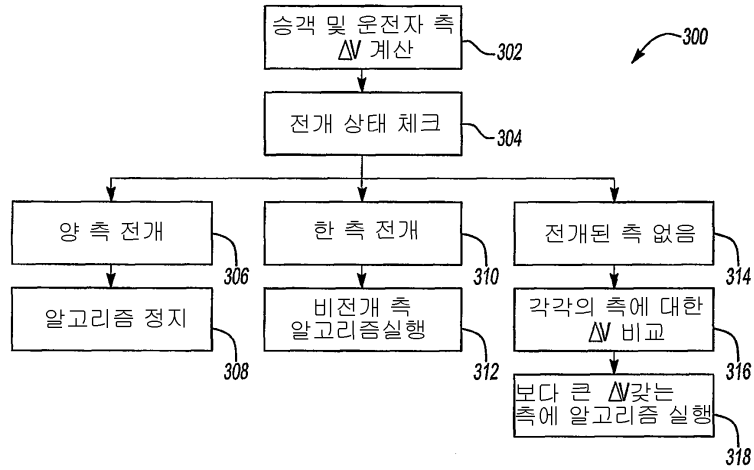 승객 및 운전자 측
ΔV 계산
302
300
전개 상태 체크
304
양 측 전개
306
한 측 전개
310
전개된 측 없음
314
알고리즘 정지
308
비전개 측
알고리즘실행
312
각각의 측에 대한
ΔV 비교
316
보다 큰 ΔV갖는
측에 알고리즘 실행
318